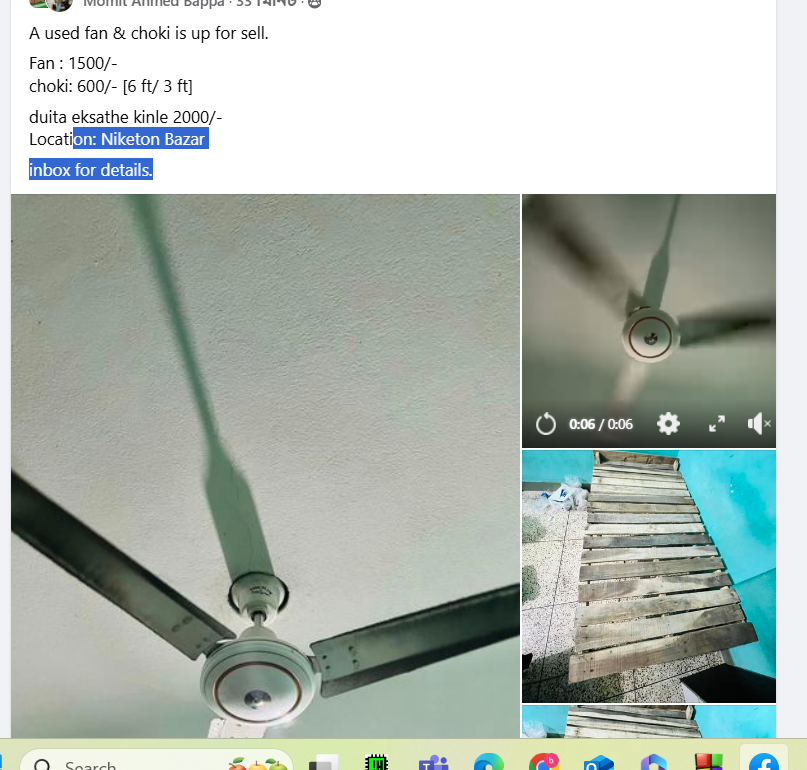 Momit Ahmed Bappa · 33 মিনিট ·
A used fan & choki is up for sell.
Fan : 1500/-
choki: 600/- [6 ft/ 3 ft]
duita eksathe kinle 2000/-
Location: Niketon Bazar
inbox for details.
0:06 / 0:06
Search